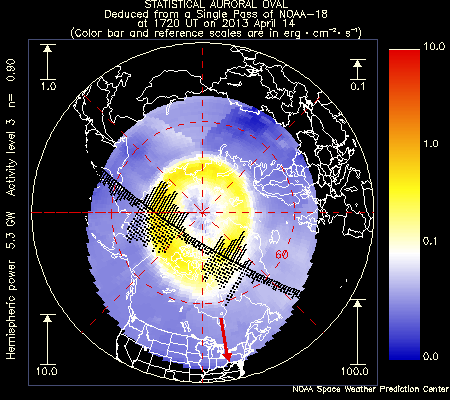 STATISTICAL AURORAL OVAL
Deduced from a Single Pass of NOAA-18
at 1720 UT on 2013 April 14
(Color bar and reference scales are in erg · cm⁻² · s⁻¹)
1.0
0.1
10.0
1.0
0.1
0.0
60
10.0
100.0
Hemispheric power 5.3 GW Activity level 3 n= 0.90
NOAA Space Weather Prediction Center